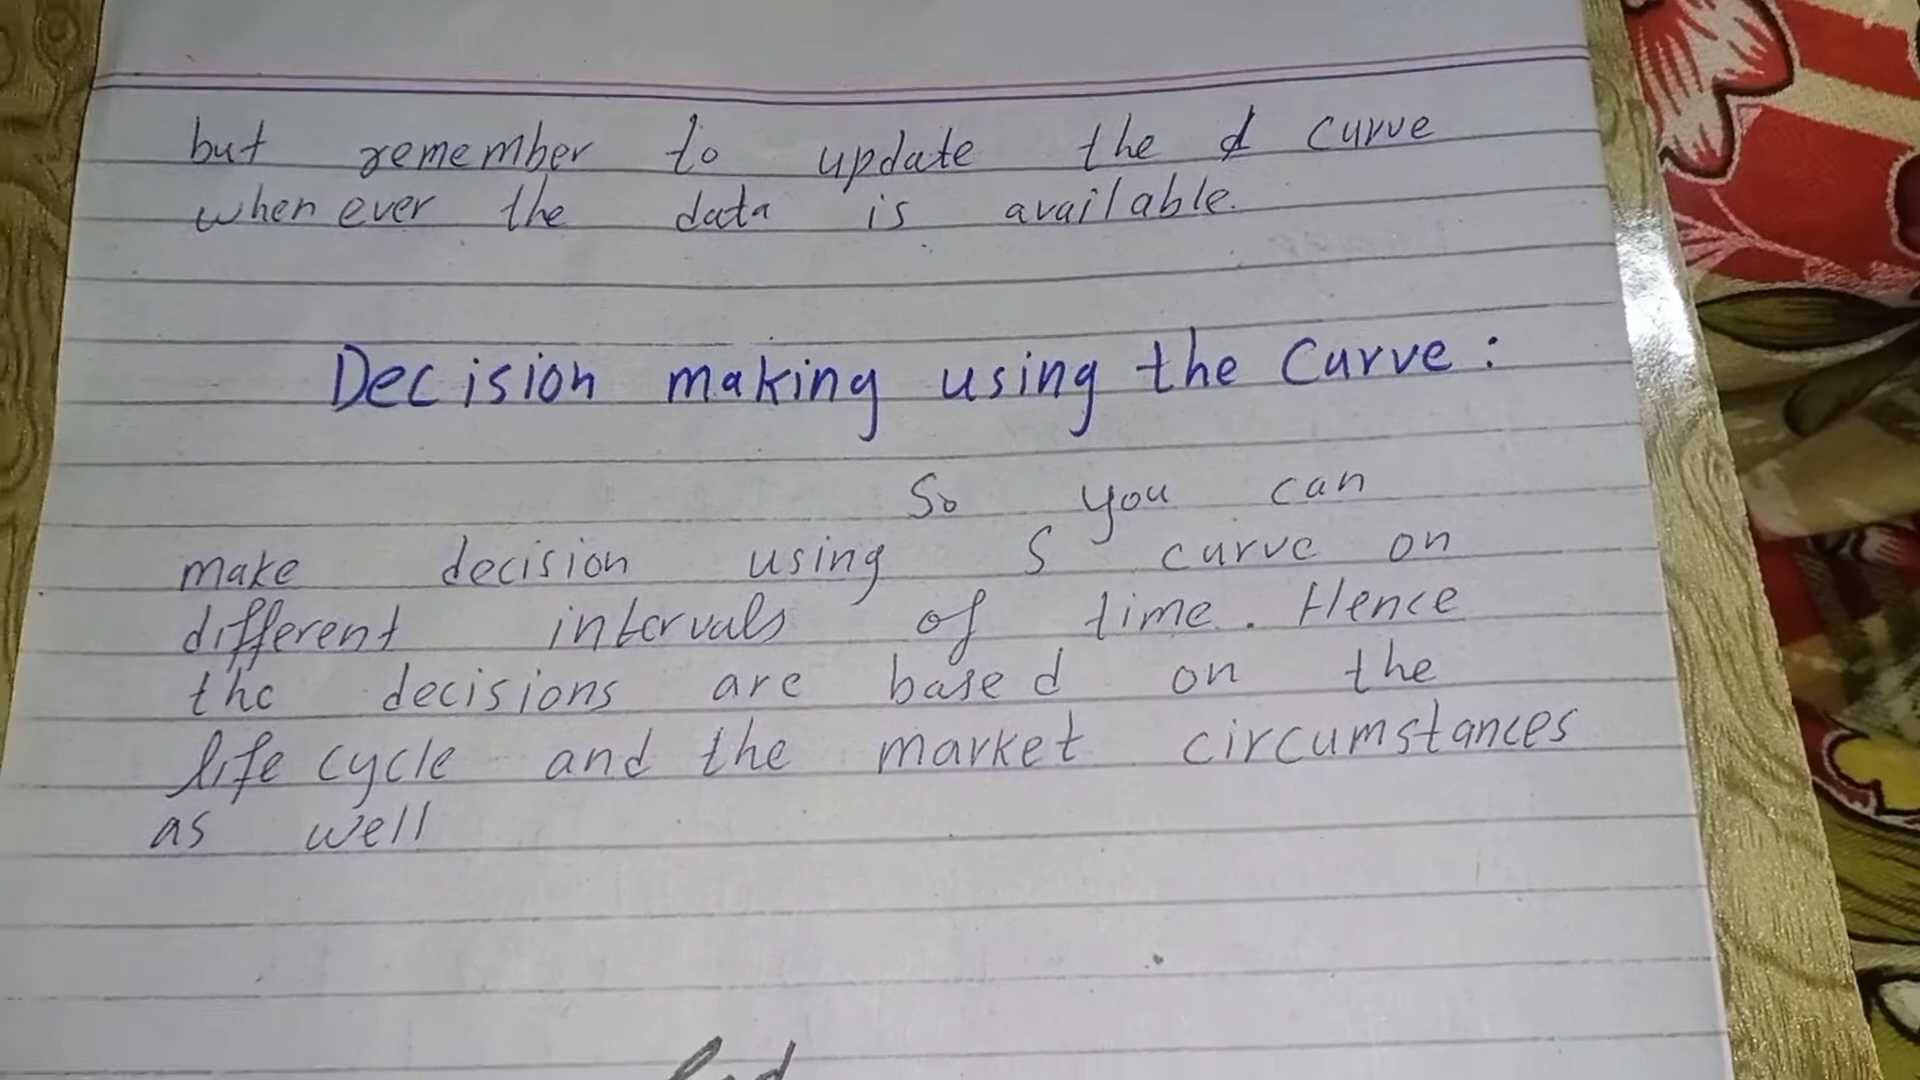 but remember to update the curve
when ever the data is available.
Decision making using the Curve:
So you can
make decision using S curve on
different intervals of time. Hence
the decisions are based on the
life cycle and the market circumstances
as well